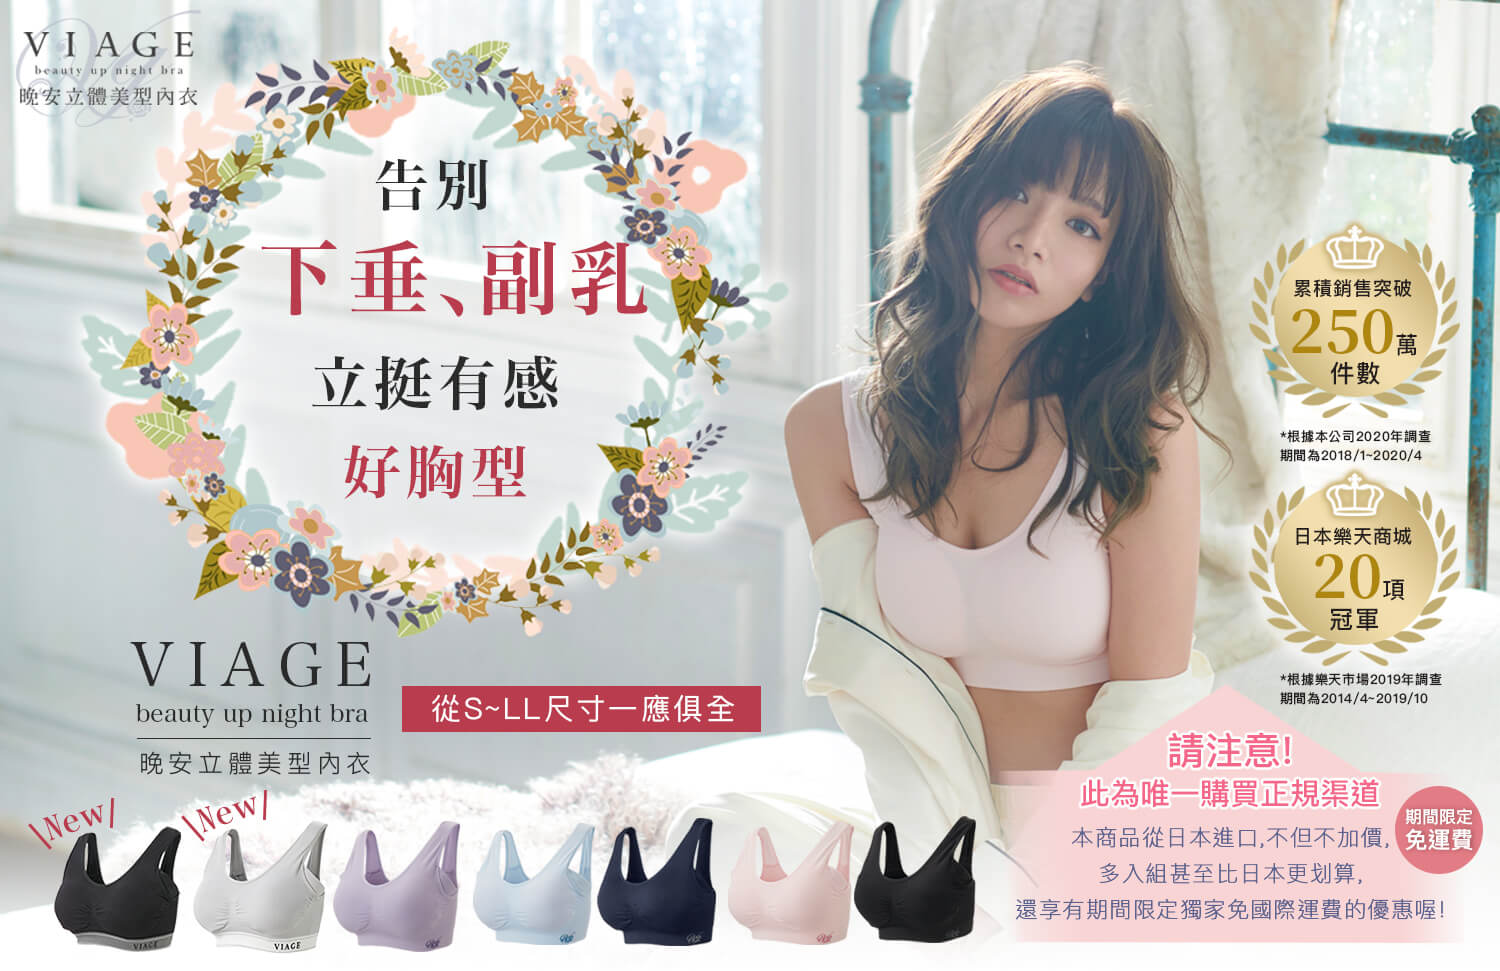 VIAGE
beauty up night bra
晚安立體美型內衣
告別
下垂、副乳
立挺有感
好胸型
VIAGE
beauty up night bra
晚安立體美型內衣
從S~LL尺寸一應俱全
累積銷售突破
250萬
件數
*根據本公司2020年調查
期間為2018/1~2020/4
日本樂天商城
20項
冠軍
*根據樂天市場2019年調查
期間為2014/4~2019/10
請注意!
此為唯一購買正規渠道
本商品從日本進口,不但不加價,
多入組甚至比日本更划算,
還享有期間限定獨家免國際運費的優惠喔!
期間限定
免運費
\New/
\New/
VIAGE
VIAGE